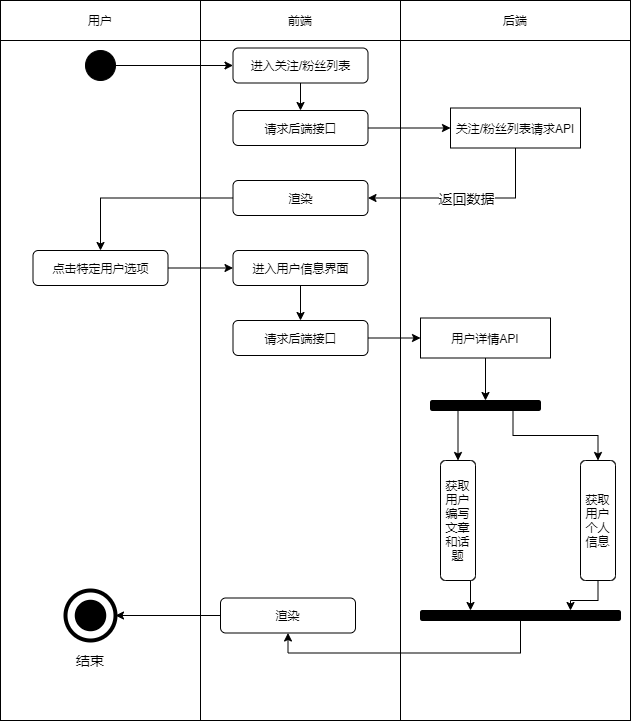 用户
前端
后端
进入关注/粉丝列表
请求后端接口
关注/粉丝列表请求API
渲染
返回数据
点击特定用户选项
进入用户信息界面
请求后端接口
用户详情API
获取
用户
编写
文章
和话
题
获取
用户
个人
信息
渲染
结束